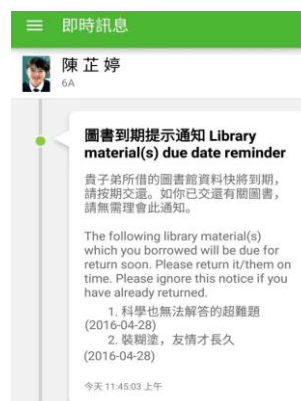 即時訊息
陳芷婷
6A
圖書到期提示通知 Library
material(s) due date reminder
貴子弟所借的圖書館資料快將到期，
請按期交還。如你已交還有關圖書，
請無需理會此通知。
The following library material(s)
which you borrowed will be due for
return soon. Please return it/them on
time. Please ignore this notice if you
have already returned.
1. 科學也無法解答的超難題
(2016-04-28)
2. 裝糊塗，友情才長久
(2016-04-28)
今天 11:45:03 上午